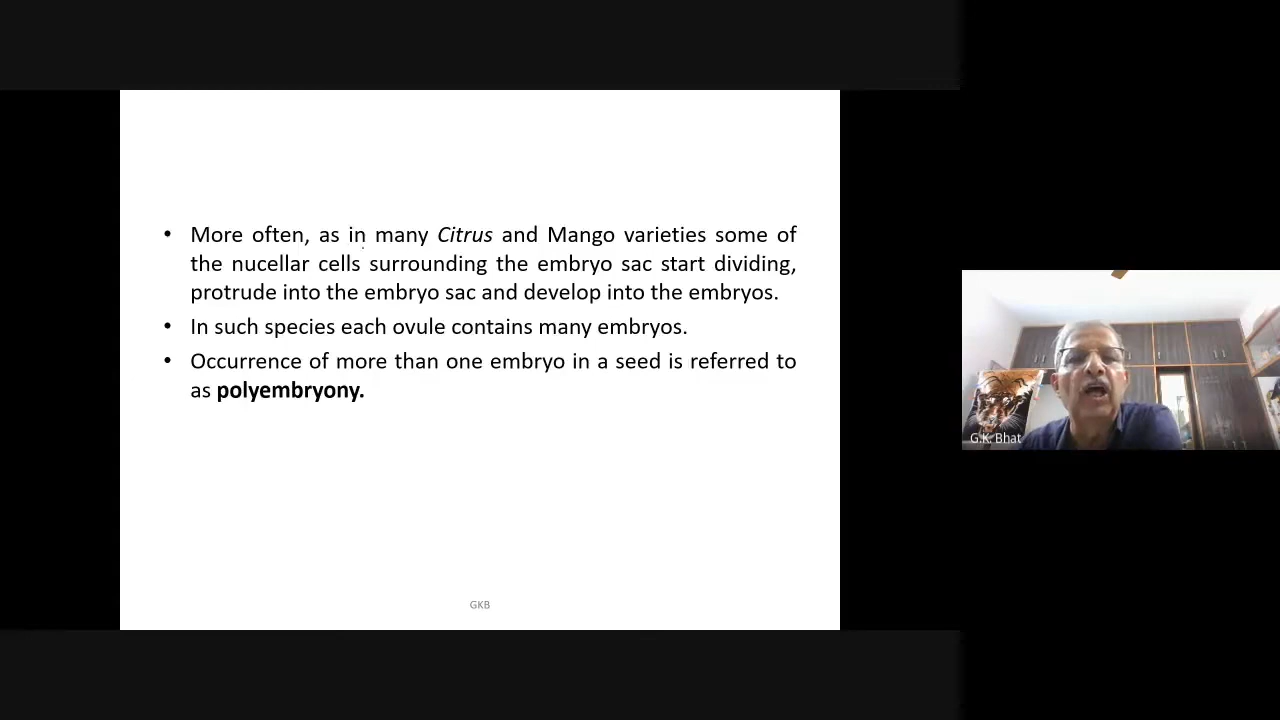 • More often, as in many Citrus and Mango varieties some of
the nucellar cells surrounding the embryo sac start dividing,
protrude into the embryo sac and develop into the embryos.
• In such species each ovule contains many embryos.
• Occurrence of more than one embryo in a seed is referred to
as polyembryony.
GKB
G.K. Bhat